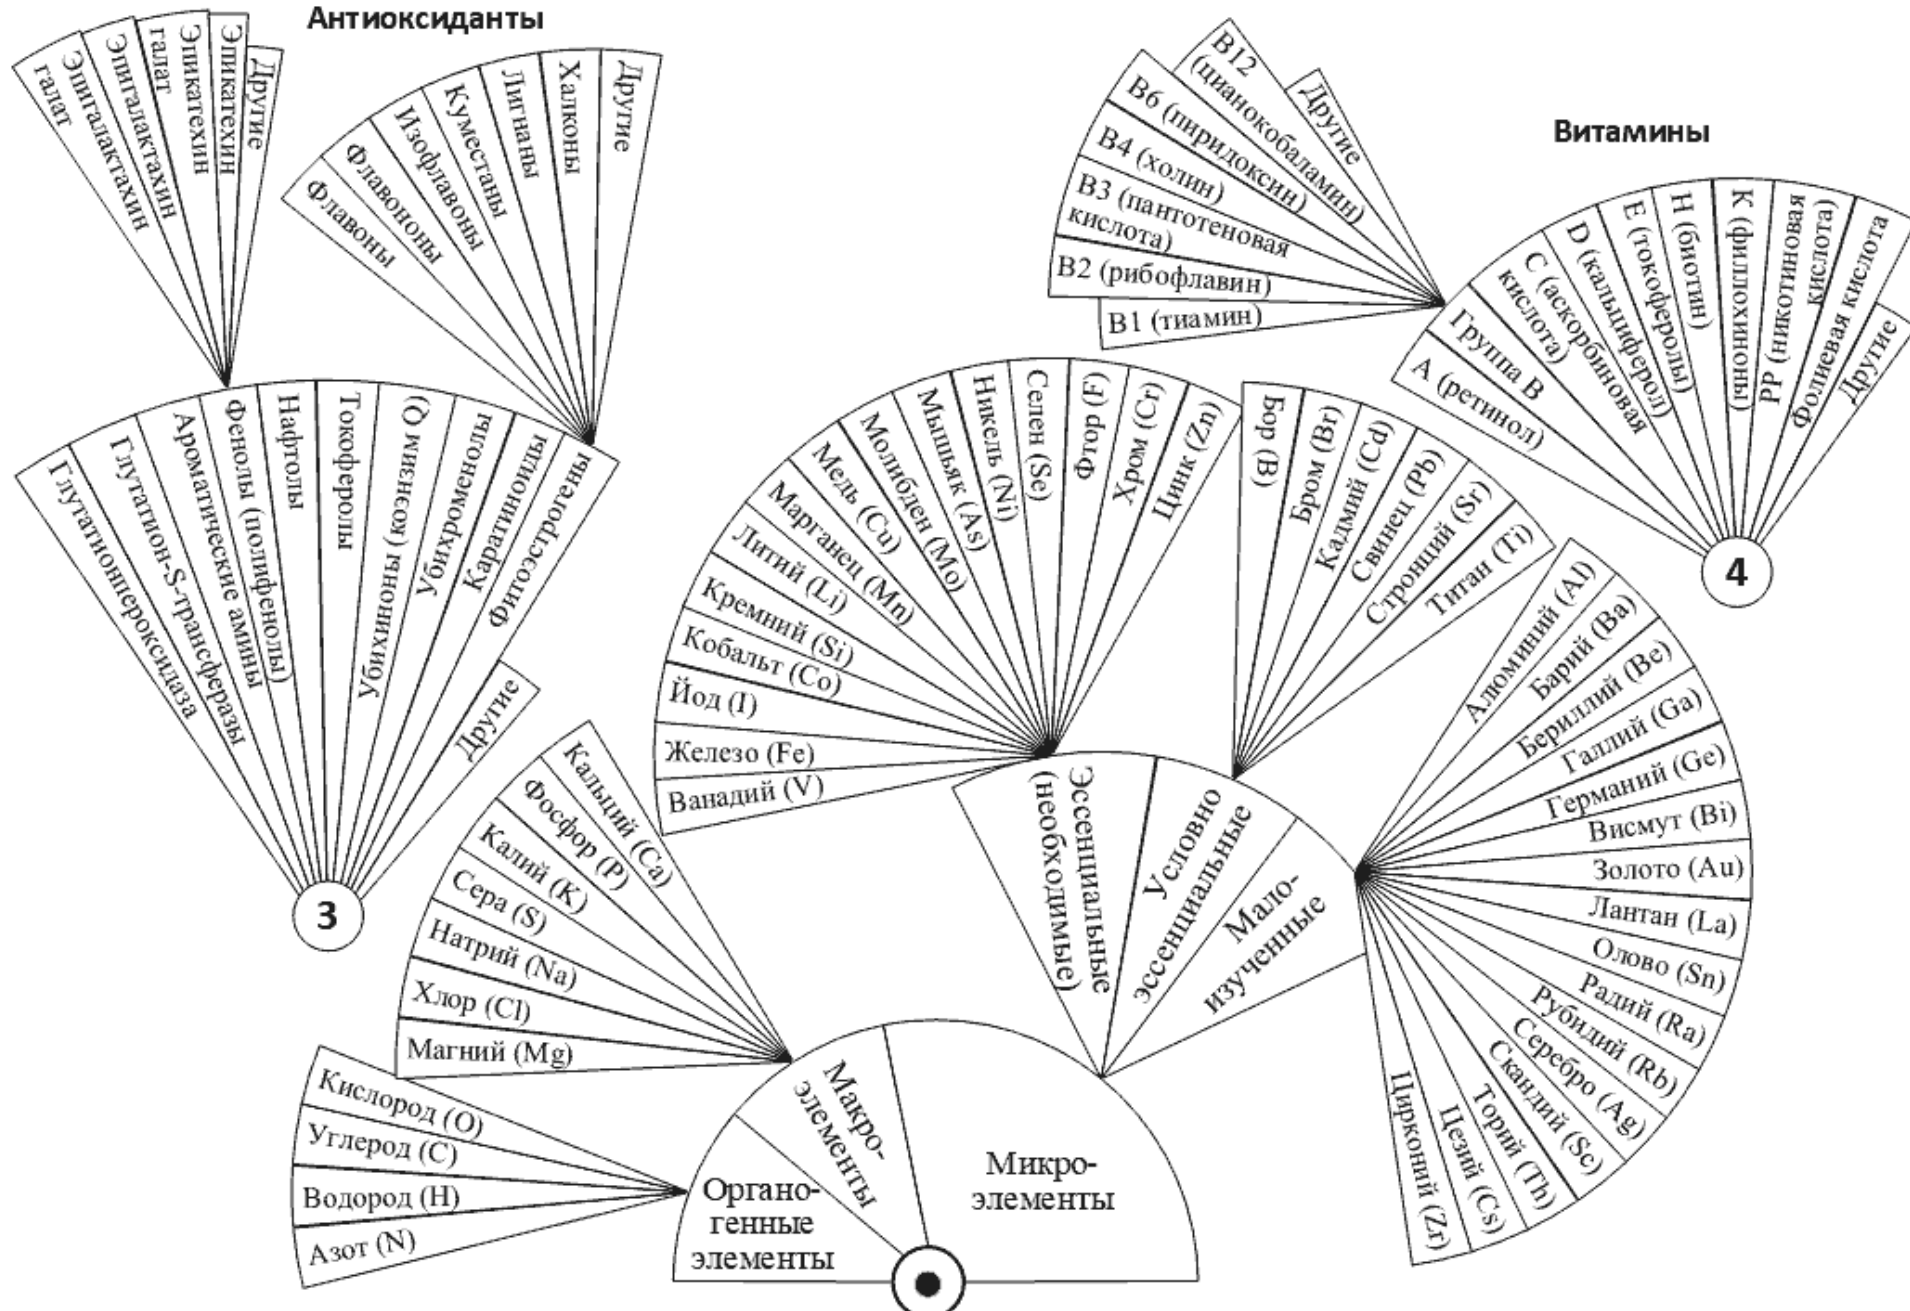 Антиоксиданты
Эпигалактахин
галат
Эпигалактахин
Эпикатехин
галат
Эпикатехин
Другие
Флавоны
Флавононы
Изофлавоны
Куместаны
Лигнаны
Халконы
Другие
Глутатионпероксидаза
Глутатион-S-трансферазы
Ароматические амины
Фенолы (полифенолы)
Нафтолы
Токоферолы
Убихиноны (коэнзим Q)
Убихроменолы
Каратиноиды
Фигоэстрогены
Другие
3
Витамины
B12
(цианокобаламин)
Другие
B6 (пиридоксин)
B4 (холин)
B3 (пантотеновая
кислота)
B2 (рибофлавин)
B1 (тиамин)
A (ретинол)
Группа B
C (аскорбиновая
кислота)
D (кальциферол)
E (токоферолы)
H (биотин)
K (филлохиноны)
PP (никотиновая
кислота)
Фолиевая кислота
Другие
4
Ванадий (V)
Железо (Fe)
Йод (I)
Кобальт (Co)
Кремний (Si)
Литий (Li)
Марганец (Mn)
Медь (Cu)
Молибден (Mo)
Мышьяк (As)
Никель (Ni)
Селен (Se)
Фтор (F)
Хром (Cr)
Цинк (Zn)
Бор (B)
Бром (Br)
Кадмий (Cd)
Свинец (Pb)
Стронций (Sr)
Титан (Ti)
Алюминий (Al)
Барий (Ba)
Бериллий (Be)
Галлий (Ga)
Германий (Ge)
Висмут (Bi)
Золото (Au)
Лантан (La)
Олово (Sn)
Радий (Ra)
Рубидий (Rb)
Серебро (Ag)
Скандий (Sc)
Торий (Th)
Цезий (Cs)
Цирконий (Zr)
Эссенциальные
(необходимые)
Условно
эссенциальные
Мало-
изученные
Кальций (Ca)
Фосфор (P)
Калий (K)
Сера (S)
Натрий (Na)
Хлор (Cl)
Магний (Mg)
Кислород (O)
Углерод (C)
Водород (H)
Азот (N)
Органо-
генные
элементы
Макро-
элементы
Микро-
элементы